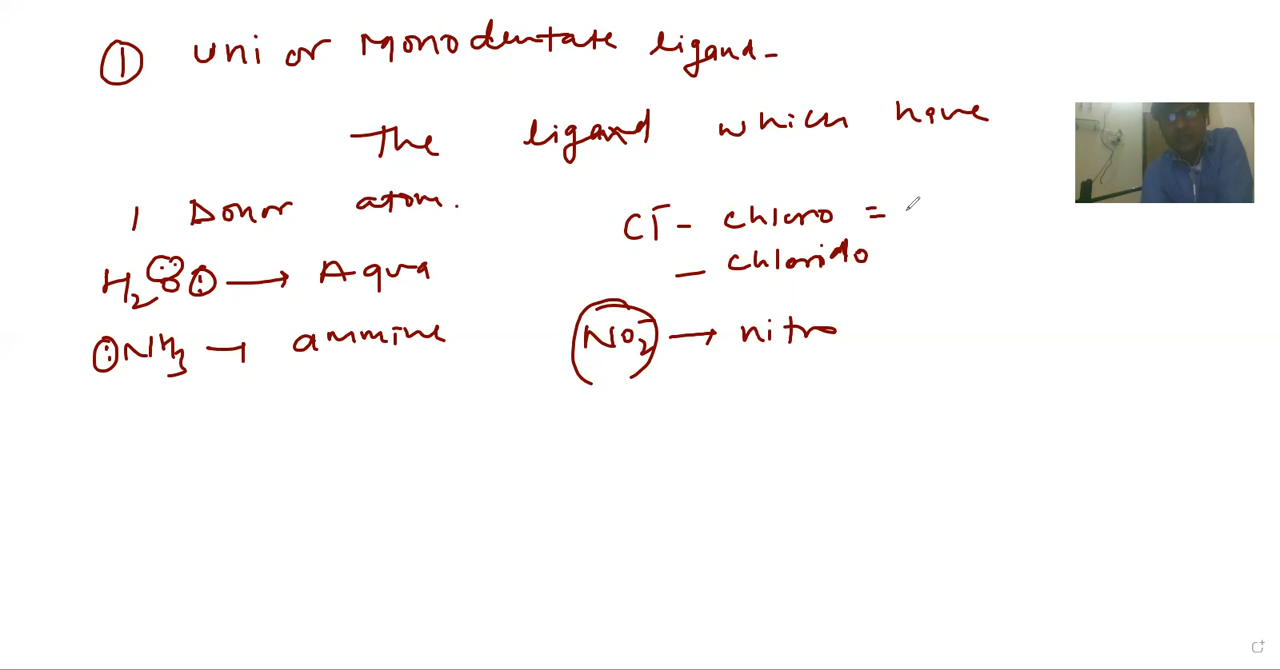 ① Uni or Monodentate ligand-
The ligand which have
1 Donor atom.
H₂O: → Aqua
:NH₃ → ammine
Cl⁻ - chloro =
- chlorido
NO₂⁻ → nitro